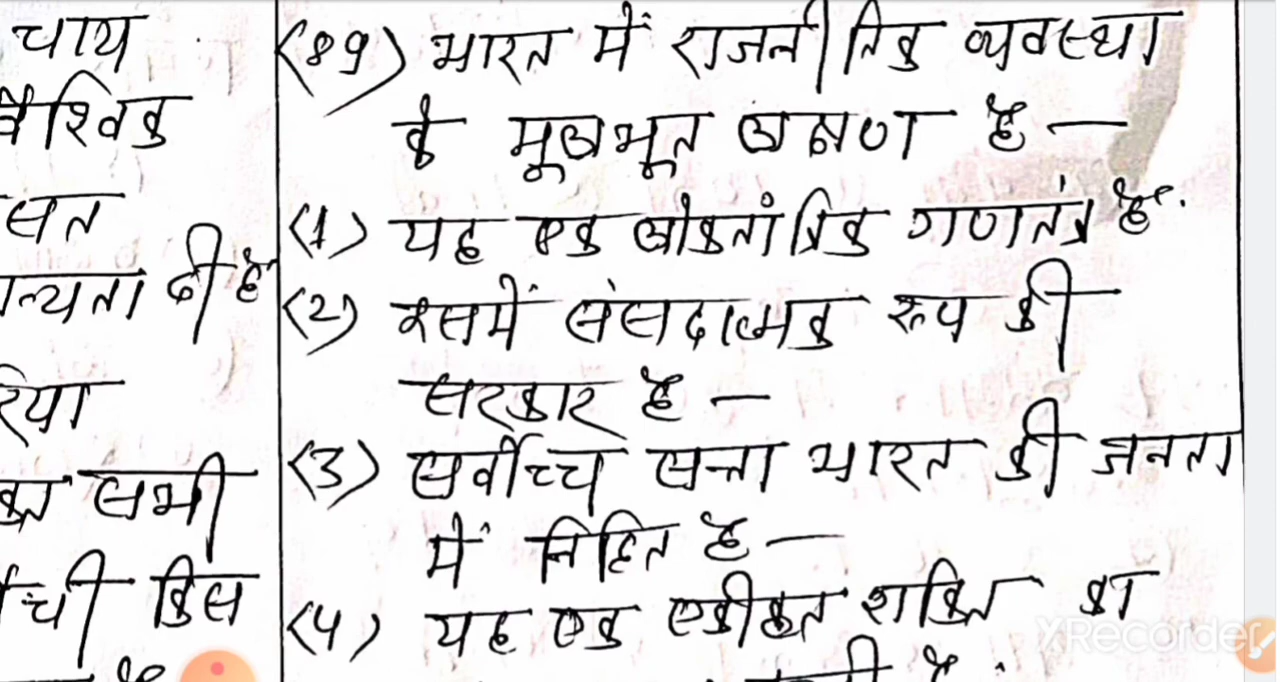 चाय
वैश्विक
सत
ान्यता दी है
रिया
क्त सभी
ची किस
(89) भारत में राजनीतिक व्यवस्था
के मूलभूत लक्षण है —
(1) यह एक लोकतांत्रिक गणतंत्र है.
(2) इसमें संसदात्मक रूप की
सरकार है —
(3) सर्वोच्च सत्ता भारत की जनता
में निहित है —
(4) यह एक एकीकृत शक्ति का
XRecorder